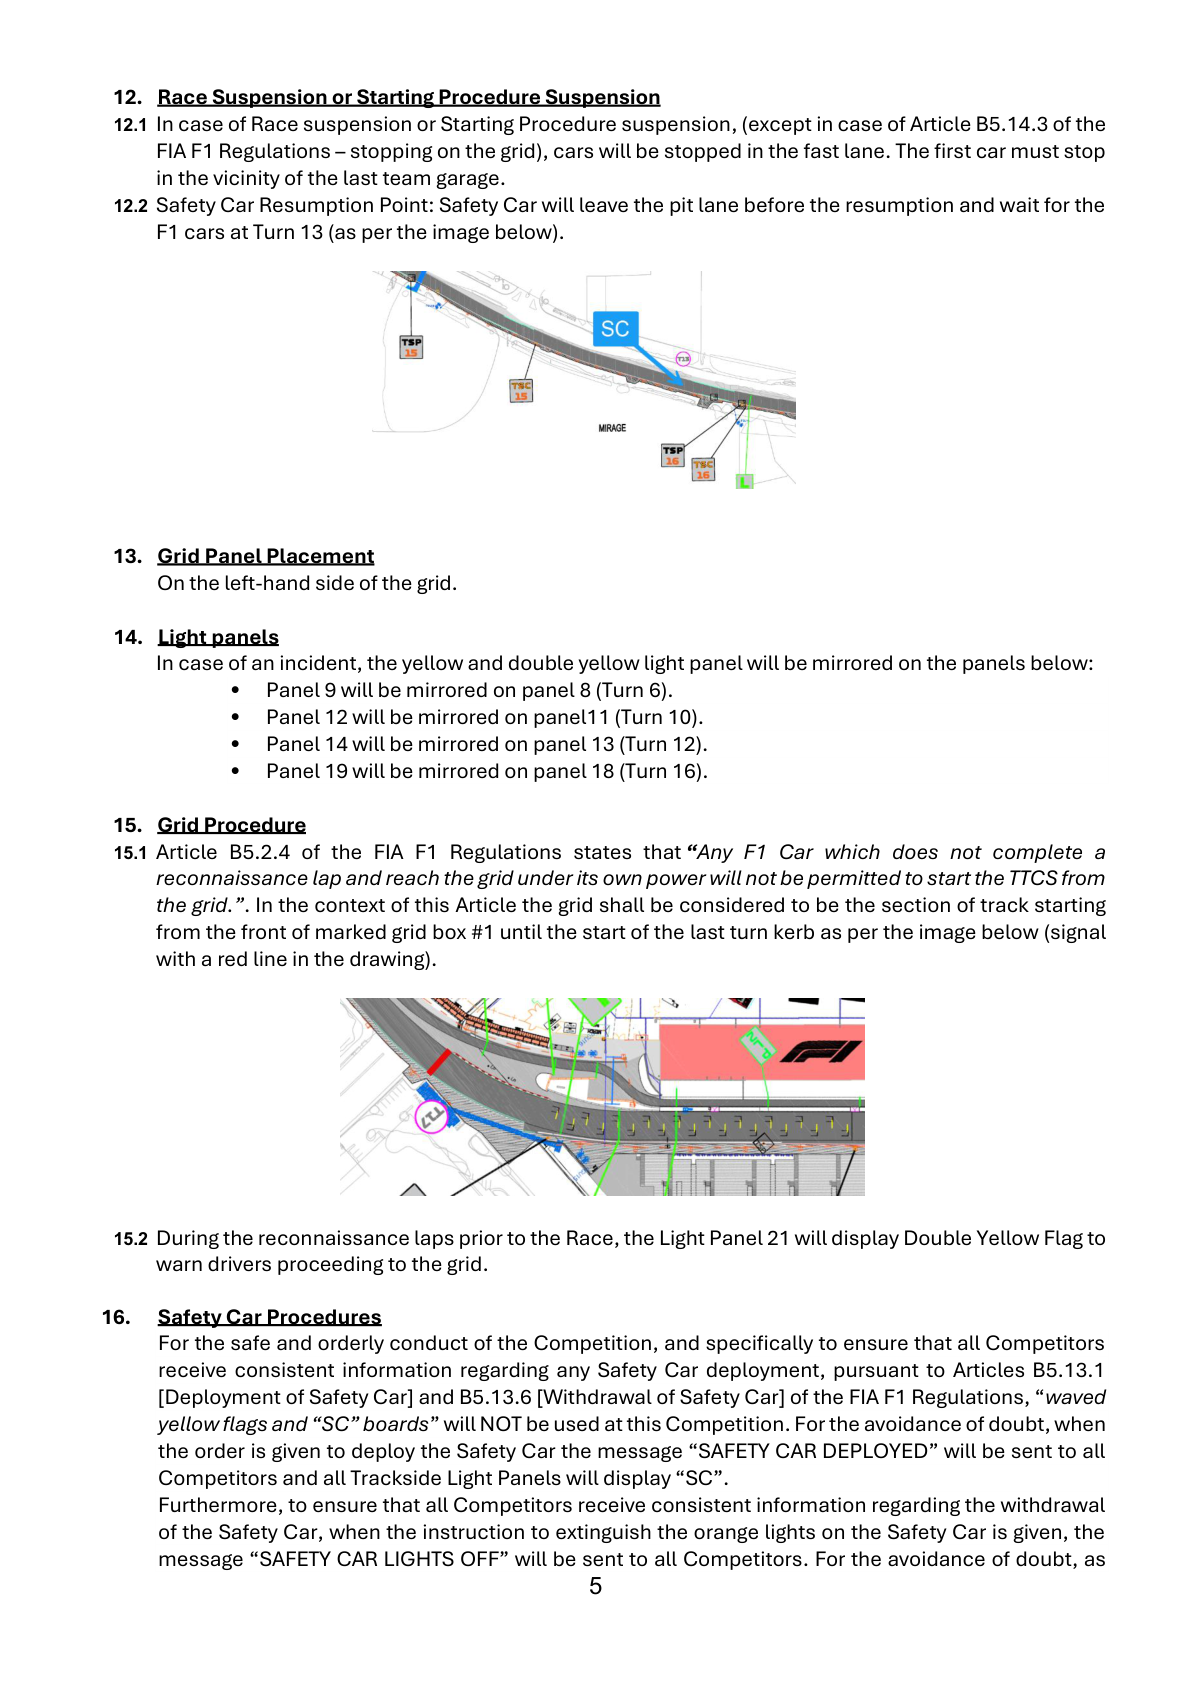 12. Race Suspension or Starting Procedure Suspension
12.1 In case of Race suspension or Starting Procedure suspension, (except in case of Article B5.14.3 of the
FIA F1 Regulations – stopping on the grid), cars will be stopped in the fast lane. The first car must stop
in the vicinity of the last team garage.
12.2 Safety Car Resumption Point: Safety Car will leave the pit lane before the resumption and wait for the
F1 cars at Turn 13 (as per the image below).
SC
TSP
15
T13
TSC
15
MIRAGE
TSP
16
TSC
16
L
13. Grid Panel Placement
On the left-hand side of the grid.
14. Light panels
In case of an incident, the yellow and double yellow light panel will be mirrored on the panels below:
• Panel 9 will be mirrored on panel 8 (Turn 6).
• Panel 12 will be mirrored on panel11 (Turn 10).
• Panel 14 will be mirrored on panel 13 (Turn 12).
• Panel 19 will be mirrored on panel 18 (Turn 16).
15. Grid Procedure
15.1 Article B5.2.4 of the FIA F1 Regulations states that “Any F1 Car which does not complete a
reconnaissance lap and reach the grid under its own power will not be permitted to start the TTCS from
the grid.”. In the context of this Article the grid shall be considered to be the section of track starting
from the front of marked grid box #1 until the start of the last turn kerb as per the image below (signal
with a red line in the drawing).
PLN
F1
T17
15.2 During the reconnaissance laps prior to the Race, the Light Panel 21 will display Double Yellow Flag to
warn drivers proceeding to the grid.
16. Safety Car Procedures
For the safe and orderly conduct of the Competition, and specifically to ensure that all Competitors
receive consistent information regarding any Safety Car deployment, pursuant to Articles B5.13.1
[Deployment of Safety Car] and B5.13.6 [Withdrawal of Safety Car] of the FIA F1 Regulations, “waved
yellow flags and “SC” boards” will NOT be used at this Competition. For the avoidance of doubt, when
the order is given to deploy the Safety Car the message “SAFETY CAR DEPLOYED” will be sent to all
Competitors and all Trackside Light Panels will display “SC”.
Furthermore, to ensure that all Competitors receive consistent information regarding the withdrawal
of the Safety Car, when the instruction to extinguish the orange lights on the Safety Car is given, the
message “SAFETY CAR LIGHTS OFF” will be sent to all Competitors. For the avoidance of doubt, as
5